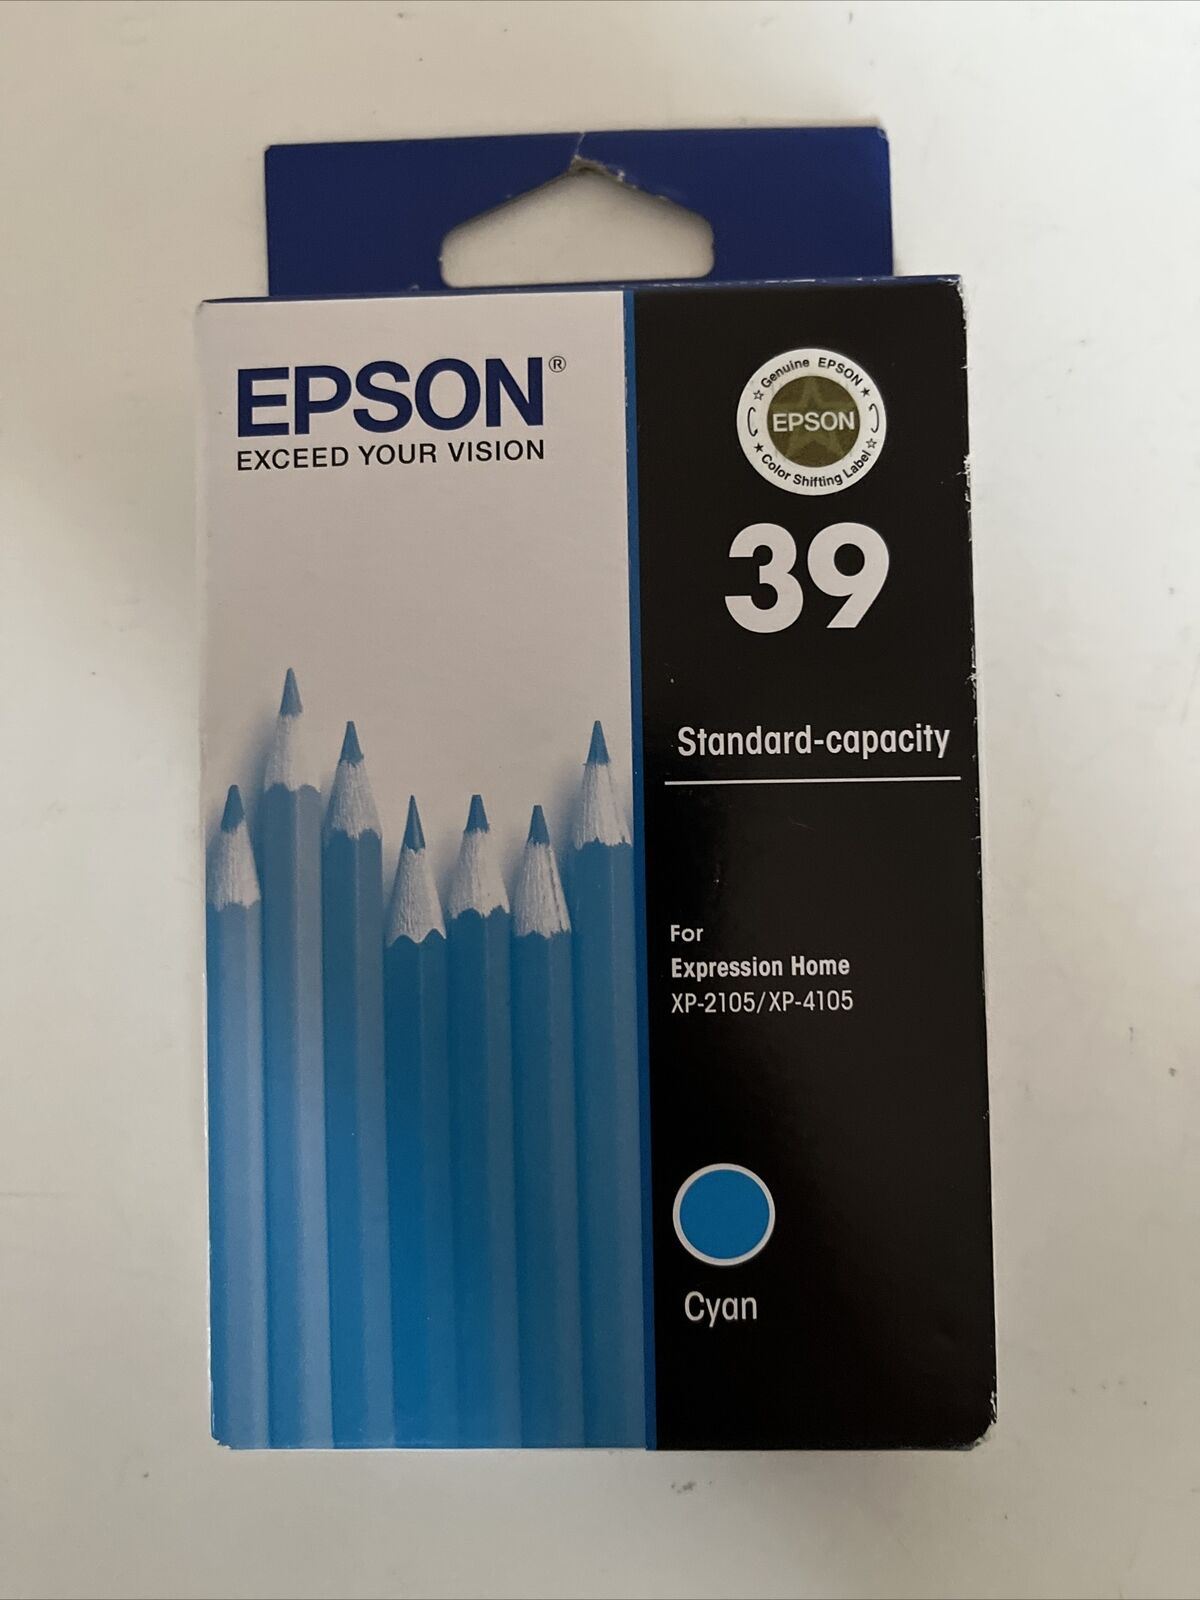 EPSON®
EXCEED YOUR VISION
Genuine EPSON
EPSON
Color Shifting Label
39
Standard-capacity
For
Expression Home
XP-2105/XP-4105
Cyan